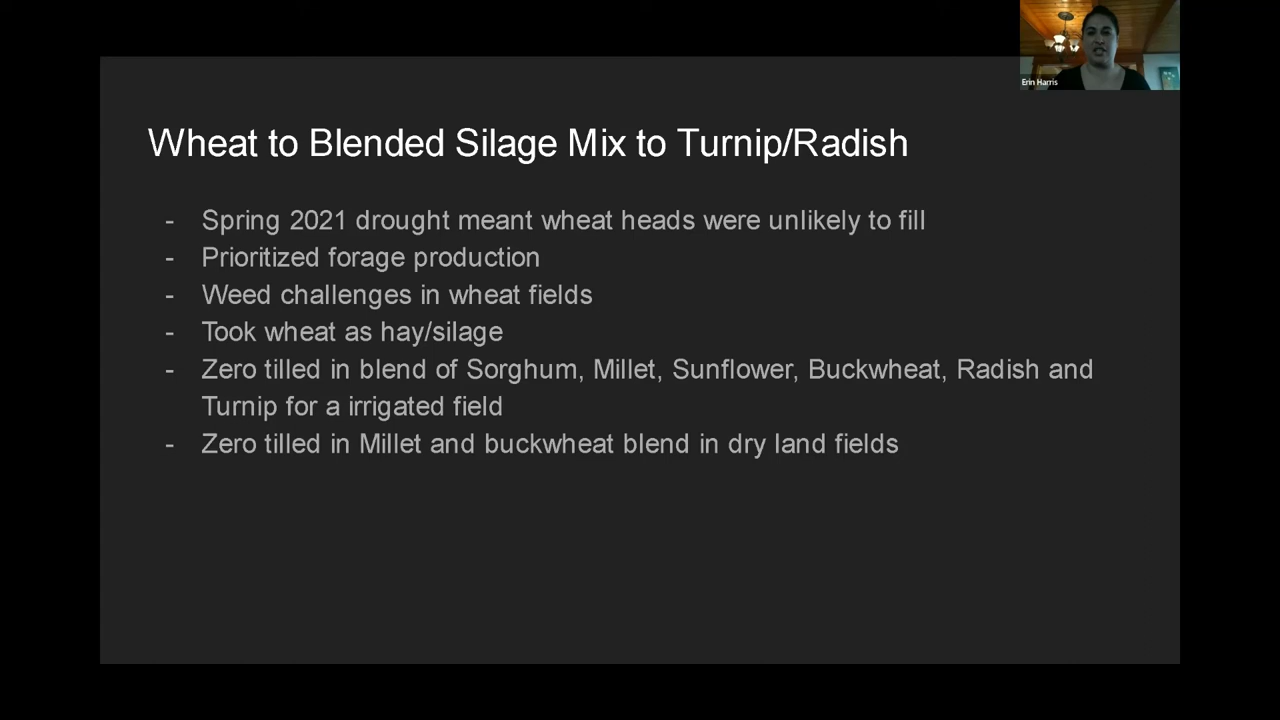 Erin Harris
Wheat to Blended Silage Mix to Turnip/Radish
- Spring 2021 drought meant wheat heads were unlikely to fill
- Prioritized forage production
- Weed challenges in wheat fields
- Took wheat as hay/silage
- Zero tilled in blend of Sorghum, Millet, Sunflower, Buckwheat, Radish and
Turnip for a irrigated field
- Zero tilled in Millet and buckwheat blend in dry land fields